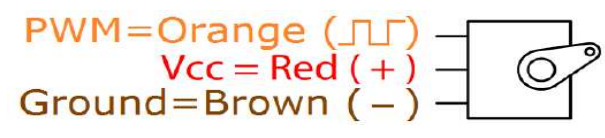 PWM=Orange (⎍⎍)
Vcc = Red ( + )
Ground=Brown ( − )